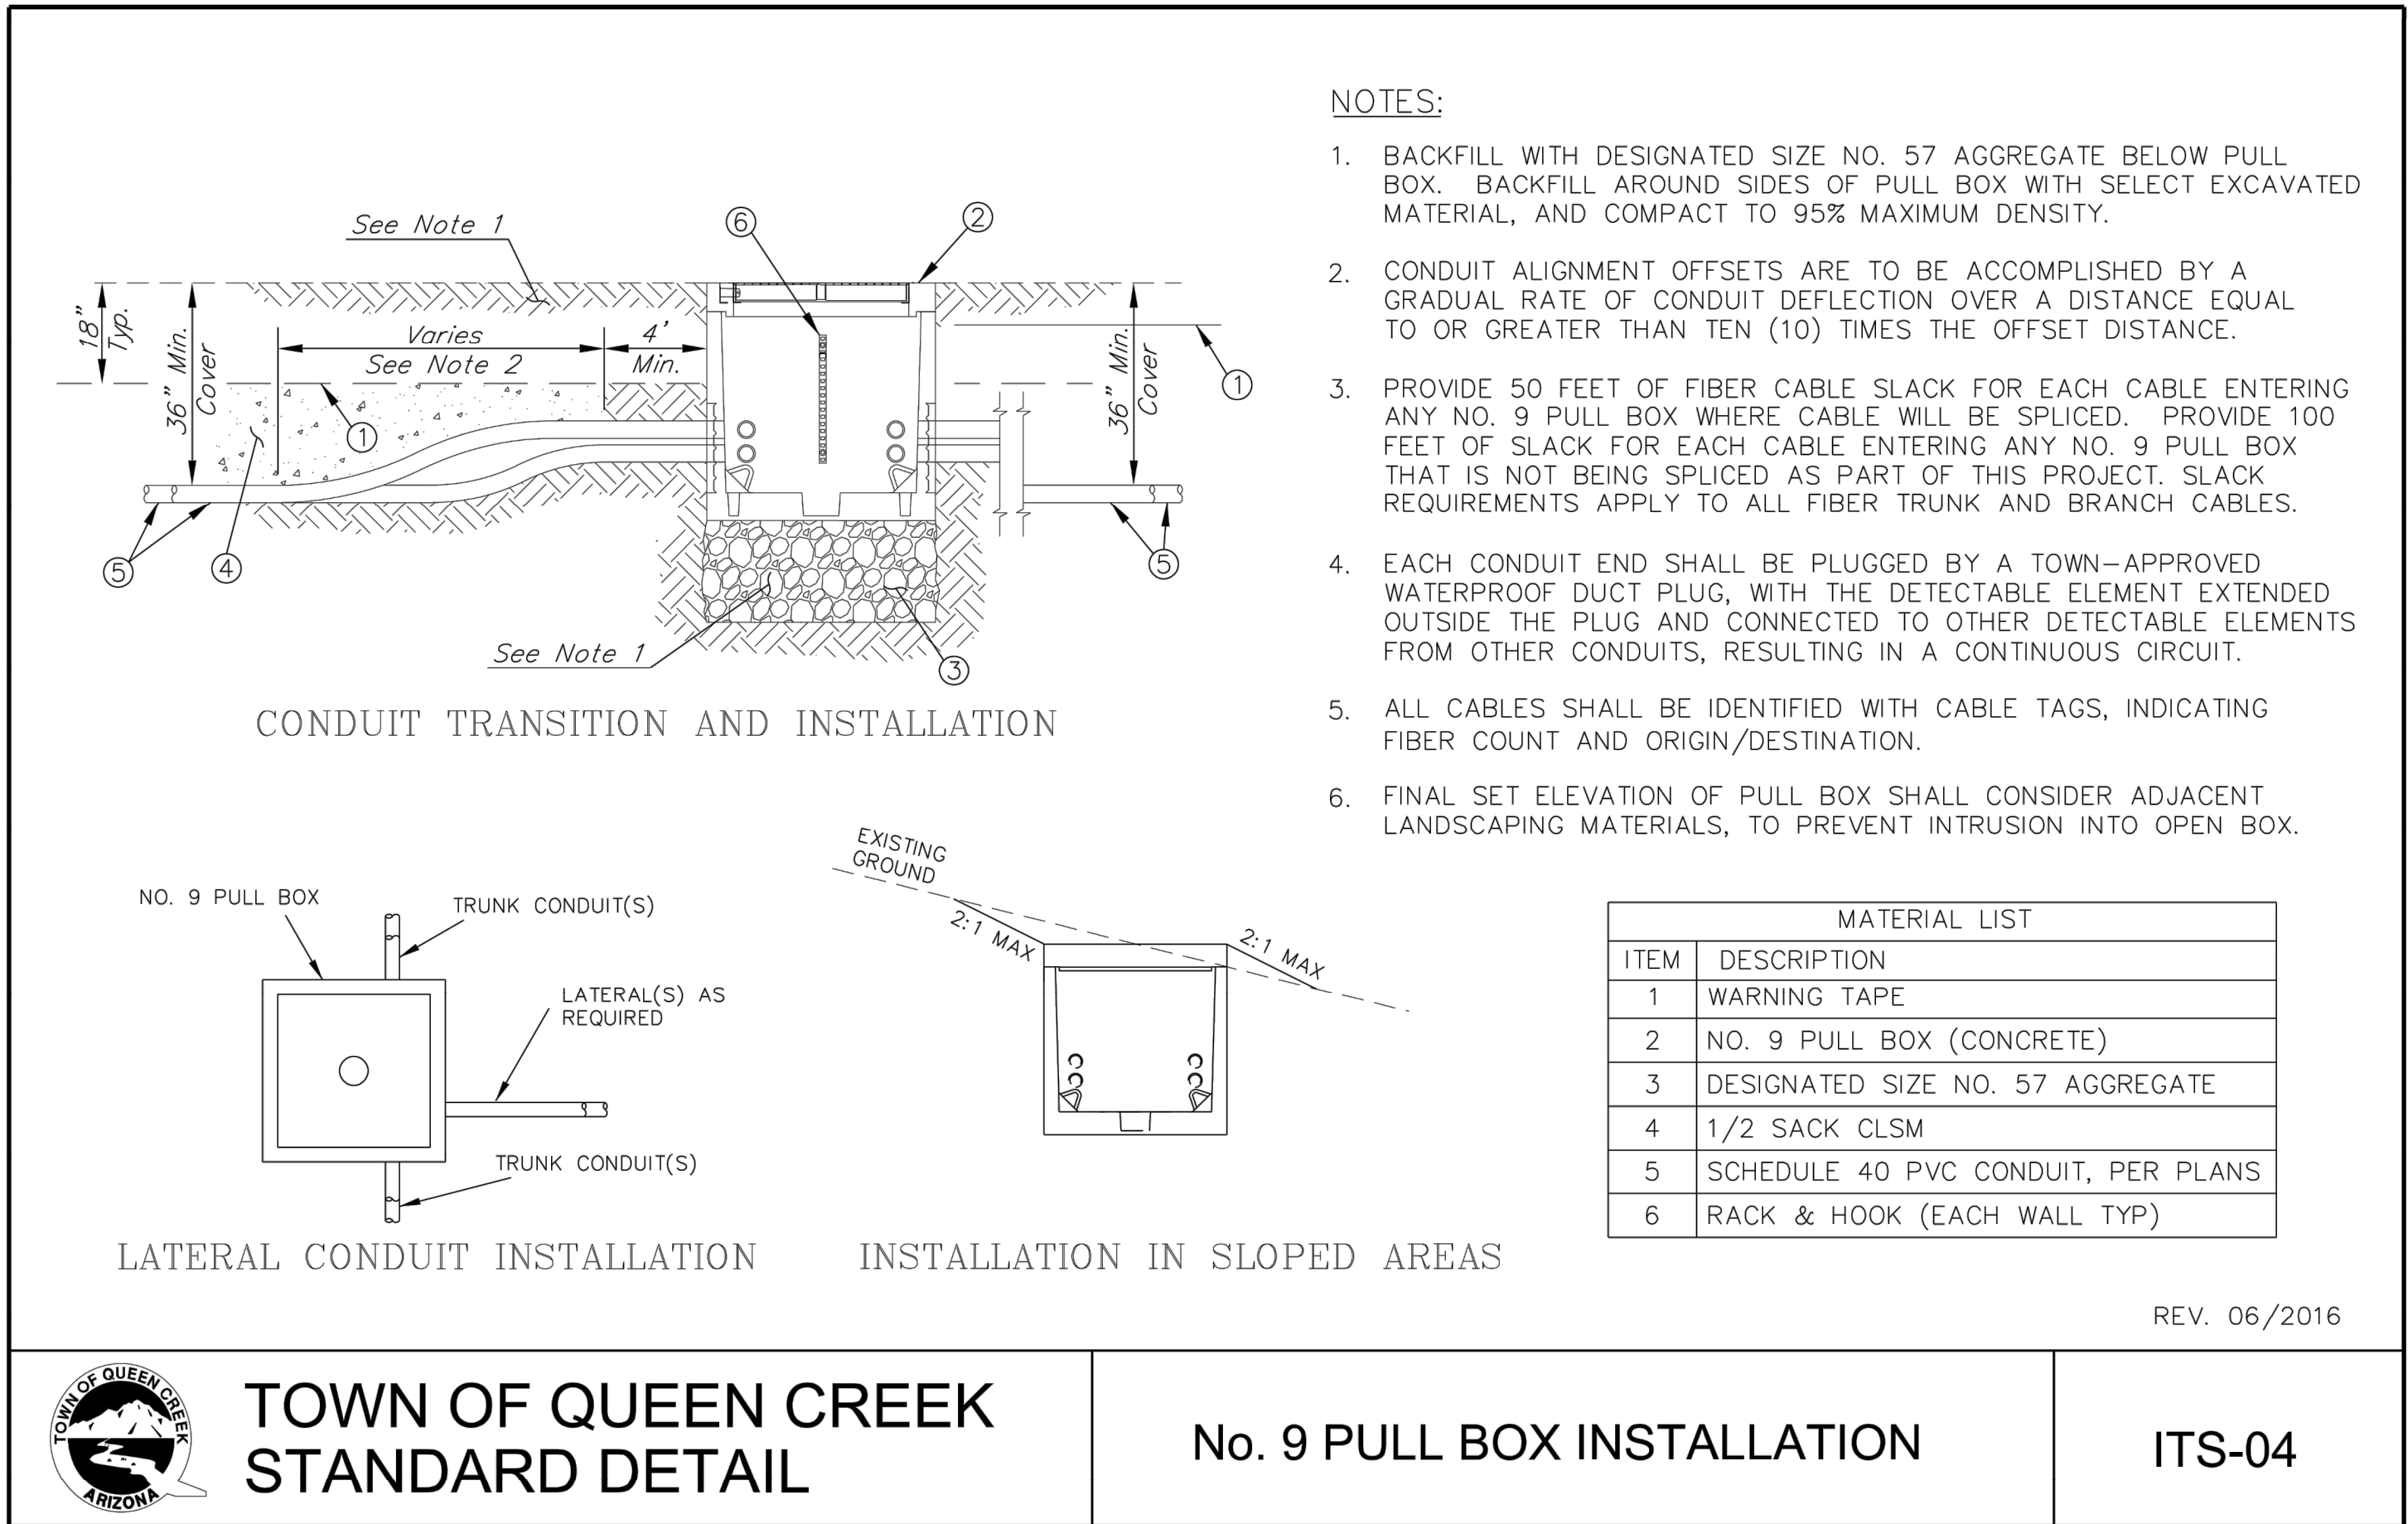 See Note 1
6
2
18"
Typ.
36" Min.
Cover
Varies
See Note 2
4'
Min.
36" Min.
Cover
1
1
5
4
5
See Note 1
3
CONDUIT TRANSITION AND INSTALLATION
NOTES:
1. BACKFILL WITH DESIGNATED SIZE NO. 57 AGGREGATE BELOW PULL
BOX. BACKFILL AROUND SIDES OF PULL BOX WITH SELECT EXCAVATED
MATERIAL, AND COMPACT TO 95% MAXIMUM DENSITY.
2. CONDUIT ALIGNMENT OFFSETS ARE TO BE ACCOMPLISHED BY A
GRADUAL RATE OF CONDUIT DEFLECTION OVER A DISTANCE EQUAL
TO OR GREATER THAN TEN (10) TIMES THE OFFSET DISTANCE.
3. PROVIDE 50 FEET OF FIBER CABLE SLACK FOR EACH CABLE ENTERING
ANY NO. 9 PULL BOX WHERE CABLE WILL BE SPLICED. PROVIDE 100
FEET OF SLACK FOR EACH CABLE ENTERING ANY NO. 9 PULL BOX
THAT IS NOT BEING SPLICED AS PART OF THIS PROJECT. SLACK
REQUIREMENTS APPLY TO ALL FIBER TRUNK AND BRANCH CABLES.
4. EACH CONDUIT END SHALL BE PLUGGED BY A TOWN-APPROVED
WATERPROOF DUCT PLUG, WITH THE DETECTABLE ELEMENT EXTENDED
OUTSIDE THE PLUG AND CONNECTED TO OTHER DETECTABLE ELEMENTS
FROM OTHER CONDUITS, RESULTING IN A CONTINUOUS CIRCUIT.
5. ALL CABLES SHALL BE IDENTIFIED WITH CABLE TAGS, INDICATING
FIBER COUNT AND ORIGIN/DESTINATION.
6. FINAL SET ELEVATION OF PULL BOX SHALL CONSIDER ADJACENT
LANDSCAPING MATERIALS, TO PREVENT INTRUSION INTO OPEN BOX.
NO. 9 PULL BOX
TRUNK CONDUIT(S)
LATERAL(S) AS
REQUIRED
TRUNK CONDUIT(S)
LATERAL CONDUIT INSTALLATION
EXISTING
GROUND
2:1 MAX
2:1 MAX
INSTALLATION IN SLOPED AREAS
MATERIAL LIST
ITEM DESCRIPTION
1 WARNING TAPE
2 NO. 9 PULL BOX (CONCRETE)
3 DESIGNATED SIZE NO. 57 AGGREGATE
4 1/2 SACK CLSM
5 SCHEDULE 40 PVC CONDUIT, PER PLANS
6 RACK & HOOK (EACH WALL TYP)
REV. 06/2016
TOWN OF QUEEN CREEK
ARIZONA
TOWN OF QUEEN CREEK
STANDARD DETAIL
No. 9 PULL BOX INSTALLATION
ITS-04